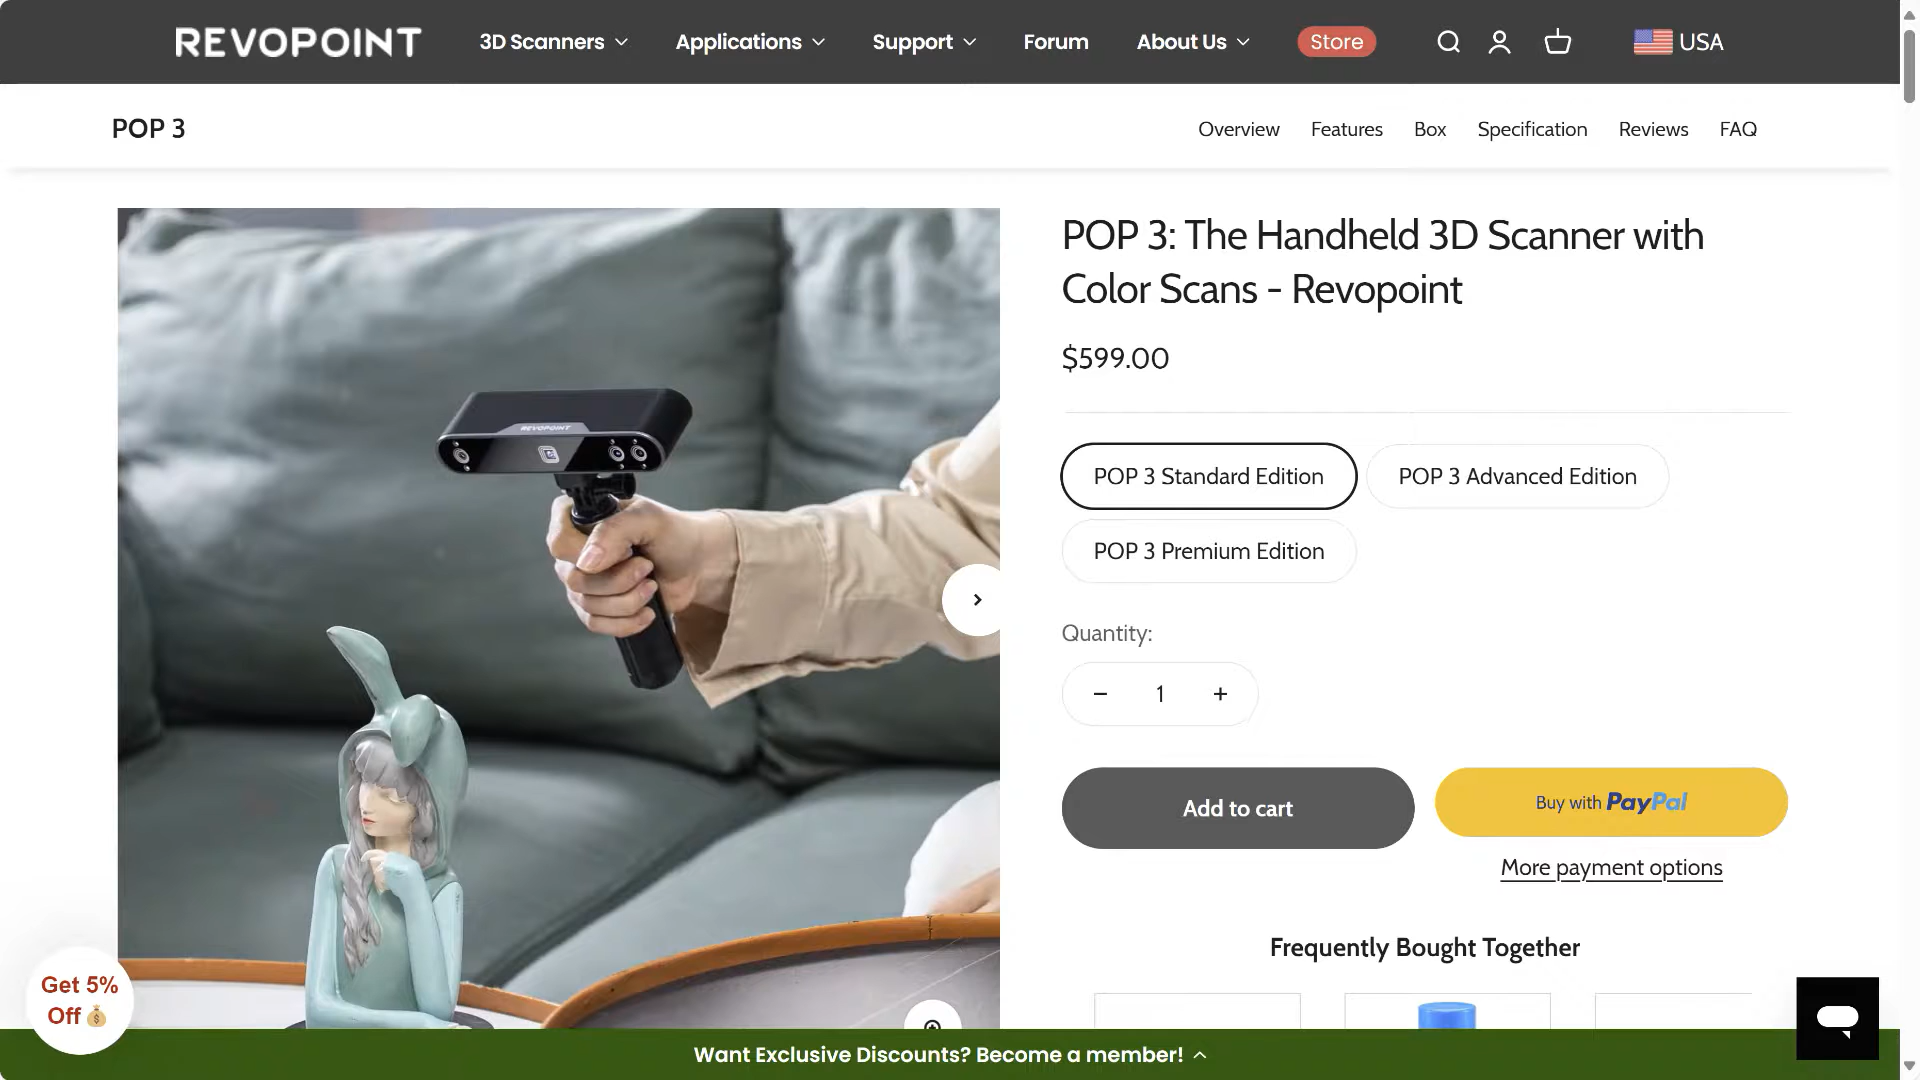 REVOPOINT
3D Scanners
Applications
Support
Forum
About Us
Store
USA
POP 3
Overview
Features
Box
Specification
Reviews
FAQ
REVOPOINT
POP 3: The Handheld 3D Scanner with
Color Scans - Revopoint
$599.00
POP 3 Standard Edition
POP 3 Advanced Edition
POP 3 Premium Edition
Quantity:
− 1 +
Add to cart
Buy with PayPal
More payment options
Frequently Bought Together
Get 5%
Off
Want Exclusive Discounts? Become a member!